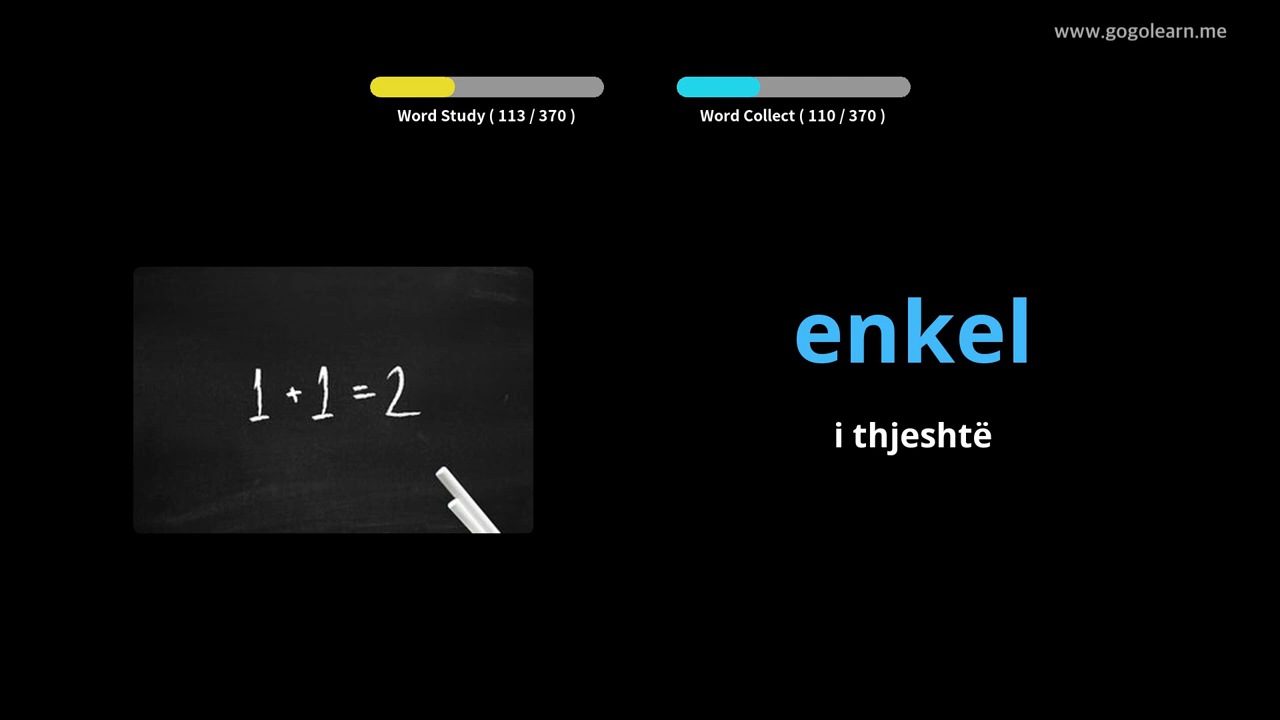 www.gogolearn.me
Word Study ( 113 / 370 )
Word Collect ( 110 / 370 )
1 + 1 = 2
enkel
i thjeshtë